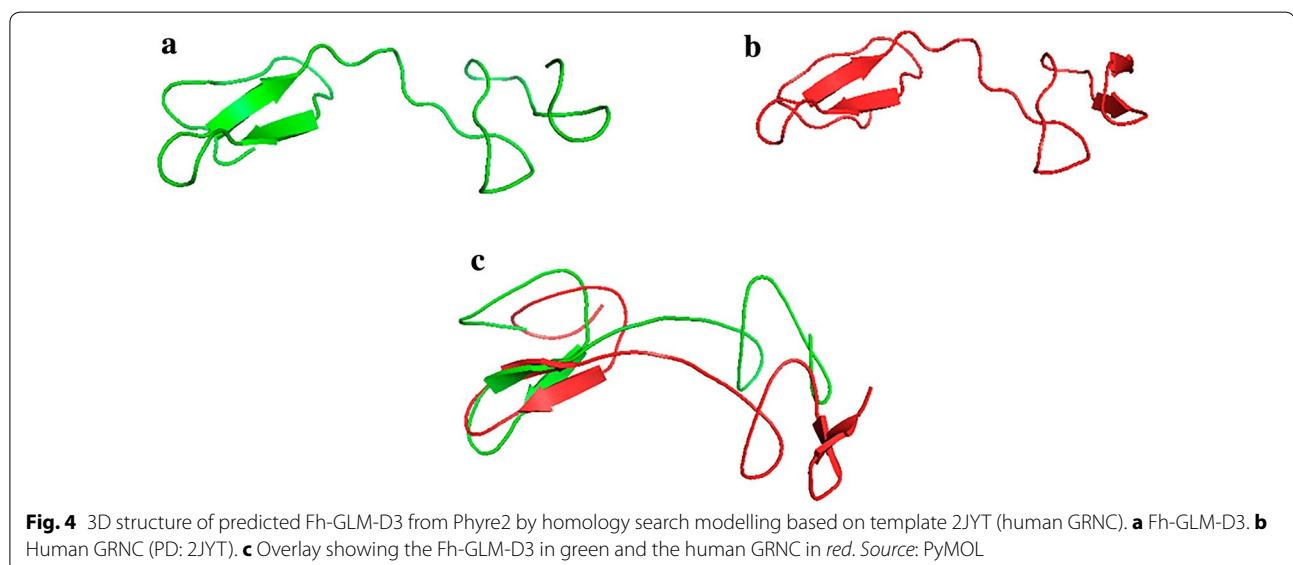 a
b
c
Fig. 4 3D structure of predicted Fh-GLM-D3 from Phyre2 by homology search modelling based on template 2JYT (human GRNC). a Fh-GLM-D3. b
Human GRNC (PD: 2JYT). c Overlay showing the Fh-GLM-D3 in green and the human GRNC in red. Source: PyMOL